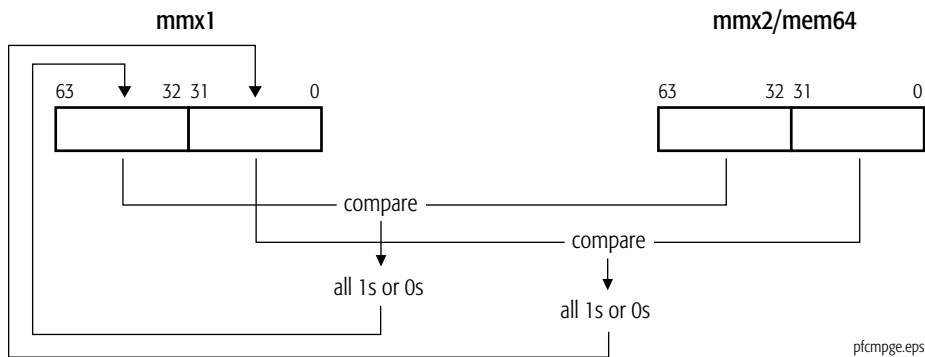 mmx1 mmx2/mem64
63 32 31 0 63 32 31 0
compare
compare
all 1s or 0s
all 1s or 0s
pfcmpge.eps